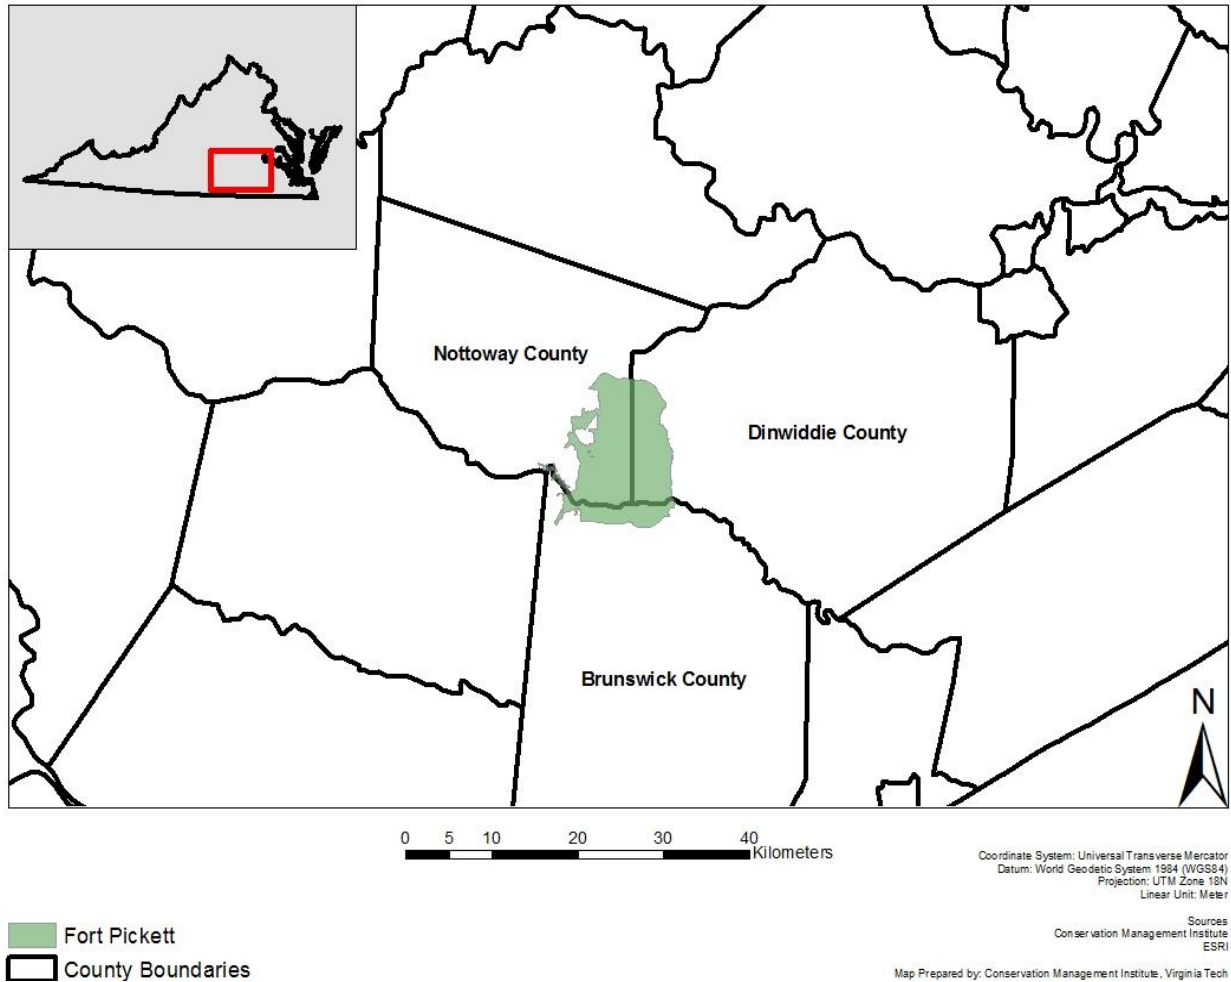 Nottoway County
Dinwiddie County
Brunswick County
N
0 5 10 20 30 40
Kilometers
Coordinate System: Universal Transverse Mercator
Datum: World Geodetic System 1984 (WGS84)
Projection: UTM Zone 18N
Linear Unit: Meter
Sources
Conservation Management Institute
ESRI
Map Prepared by: Conservation Management Institute, Virginia Tech
Fort Pickett
County Boundaries